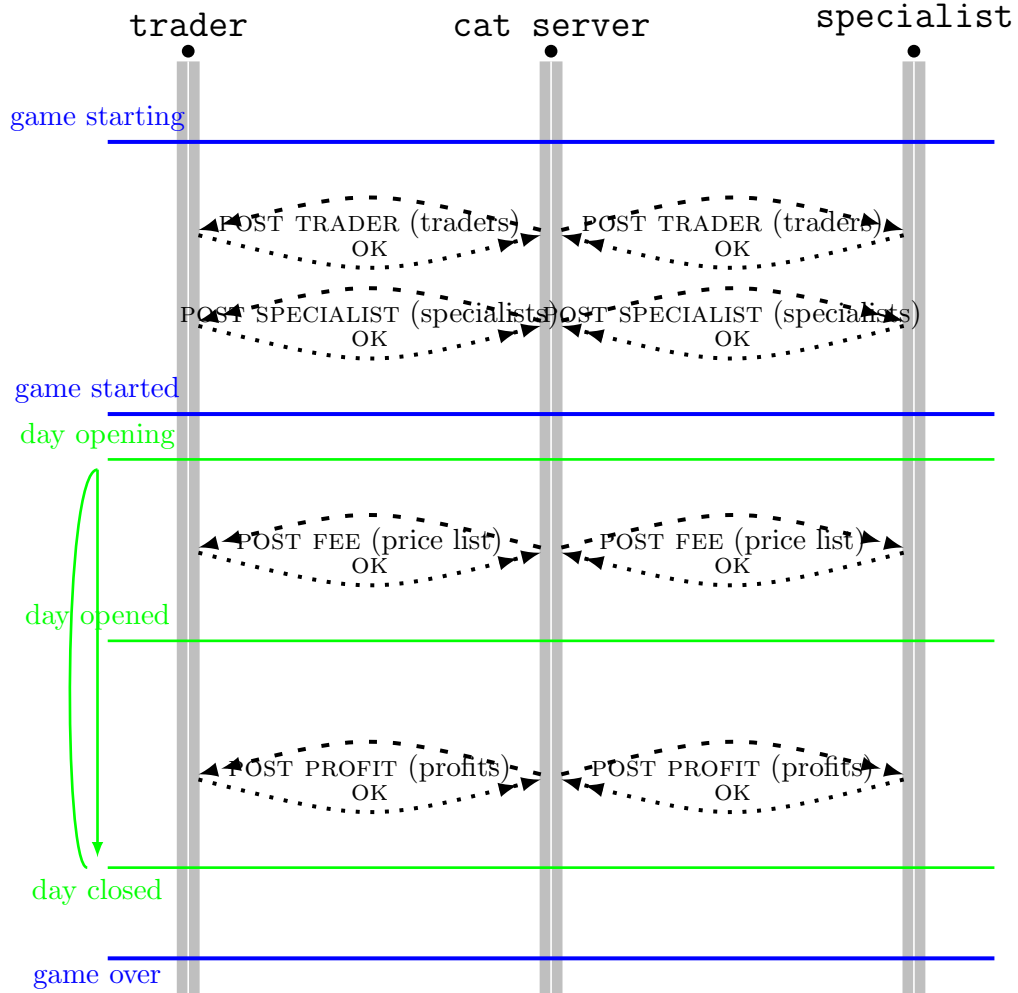 trader cat server specialist
game starting
POST TRADER (traders) POST TRADER (traders)
OK OK
POST SPECIALIST (specialists) POST SPECIALIST (specialists)
OK OK
game started
day opening
POST FEE (price list) POST FEE (price list)
OK OK
day opened
POST PROFIT (profits) POST PROFIT (profits)
OK OK
day closed
game over